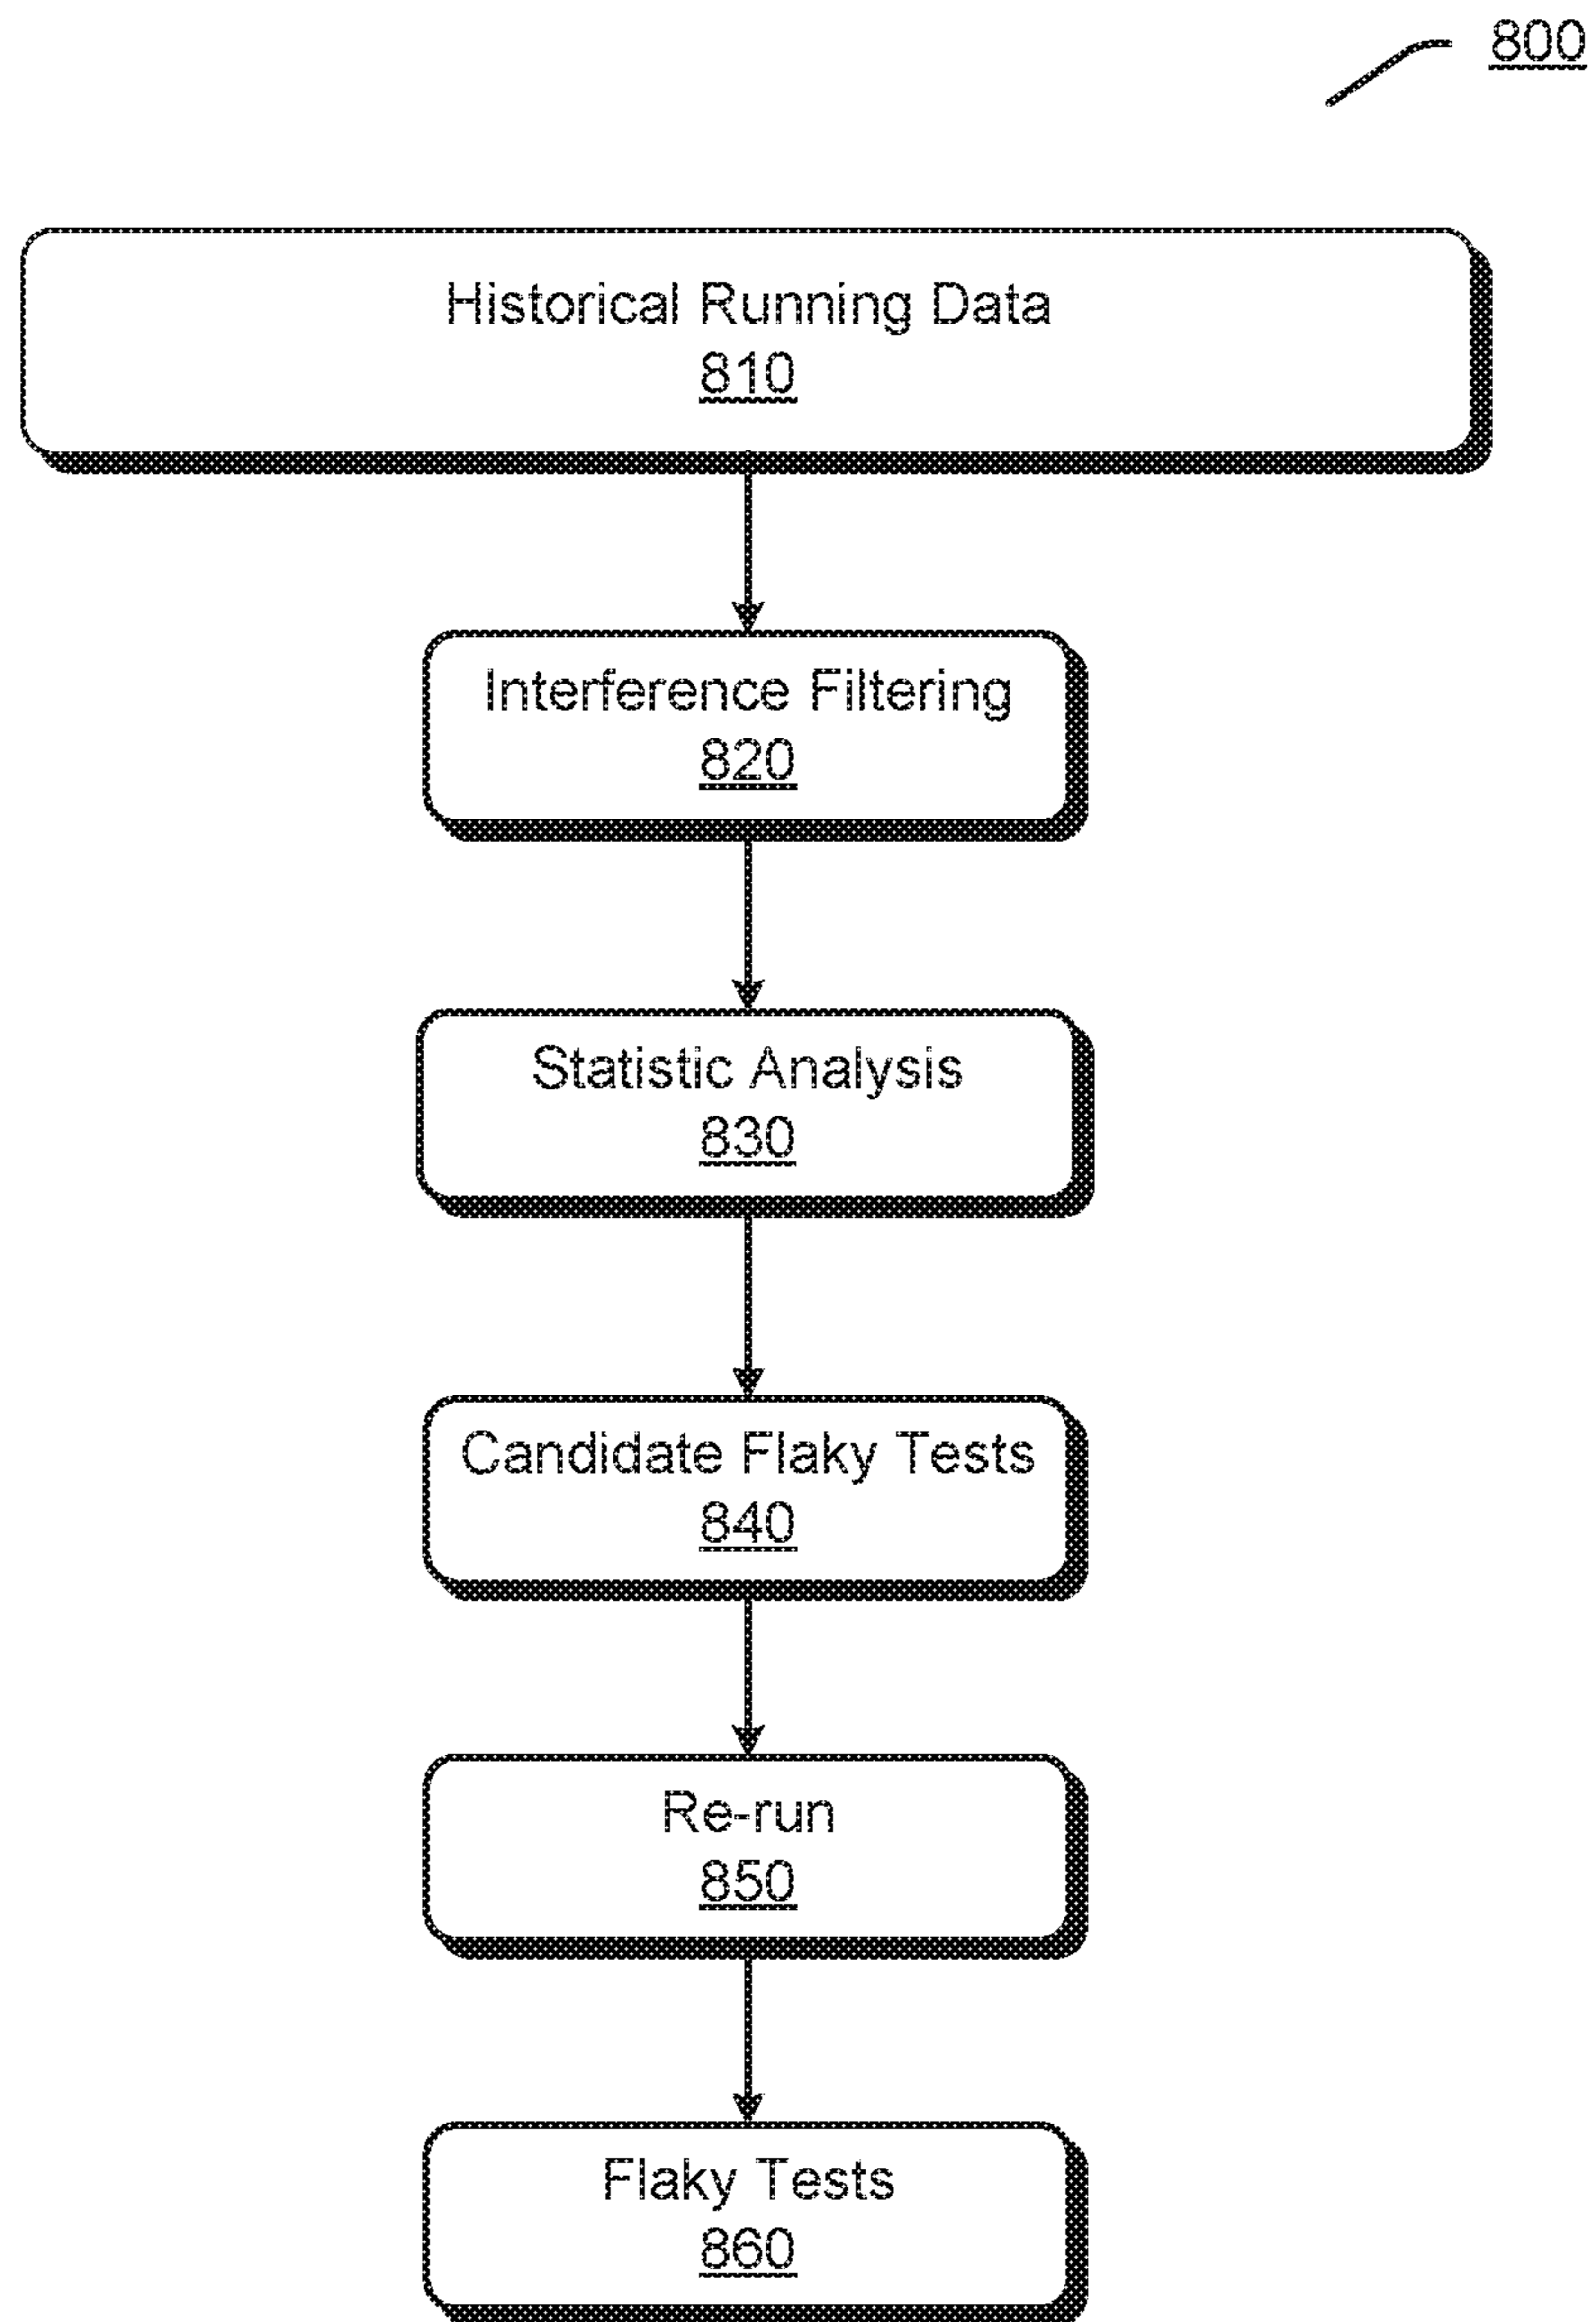 800
Historical Running Data
810
Interference Filtering
820
Statistic Analysis
830
Candidate Flaky Tests
840
Re-run
850
Flaky Tests
860